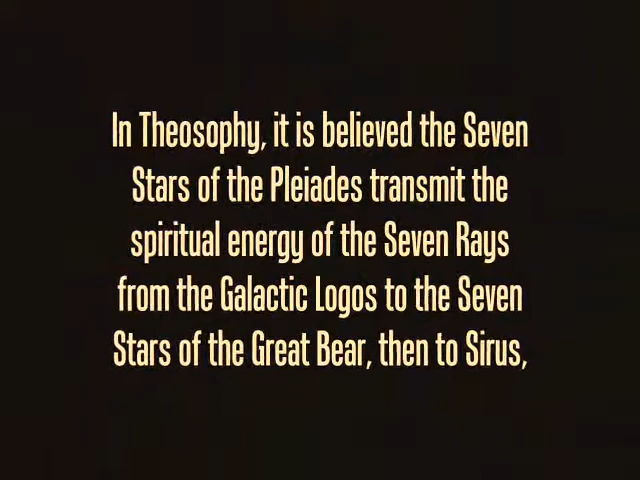 In Theosophy, it is believed the Seven
Stars of the Pleiades transmit the
spiritual energy of the Seven Rays
from the Galactic Logos to the Seven
Stars of the Great Bear, then to Sirus,